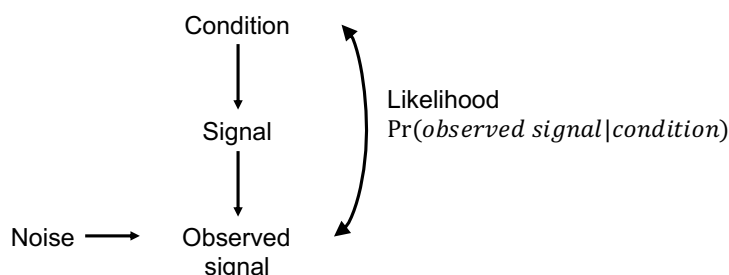 Condition
Likelihood
Pr(observed signal|condition)
Signal
Noise
Observed
signal